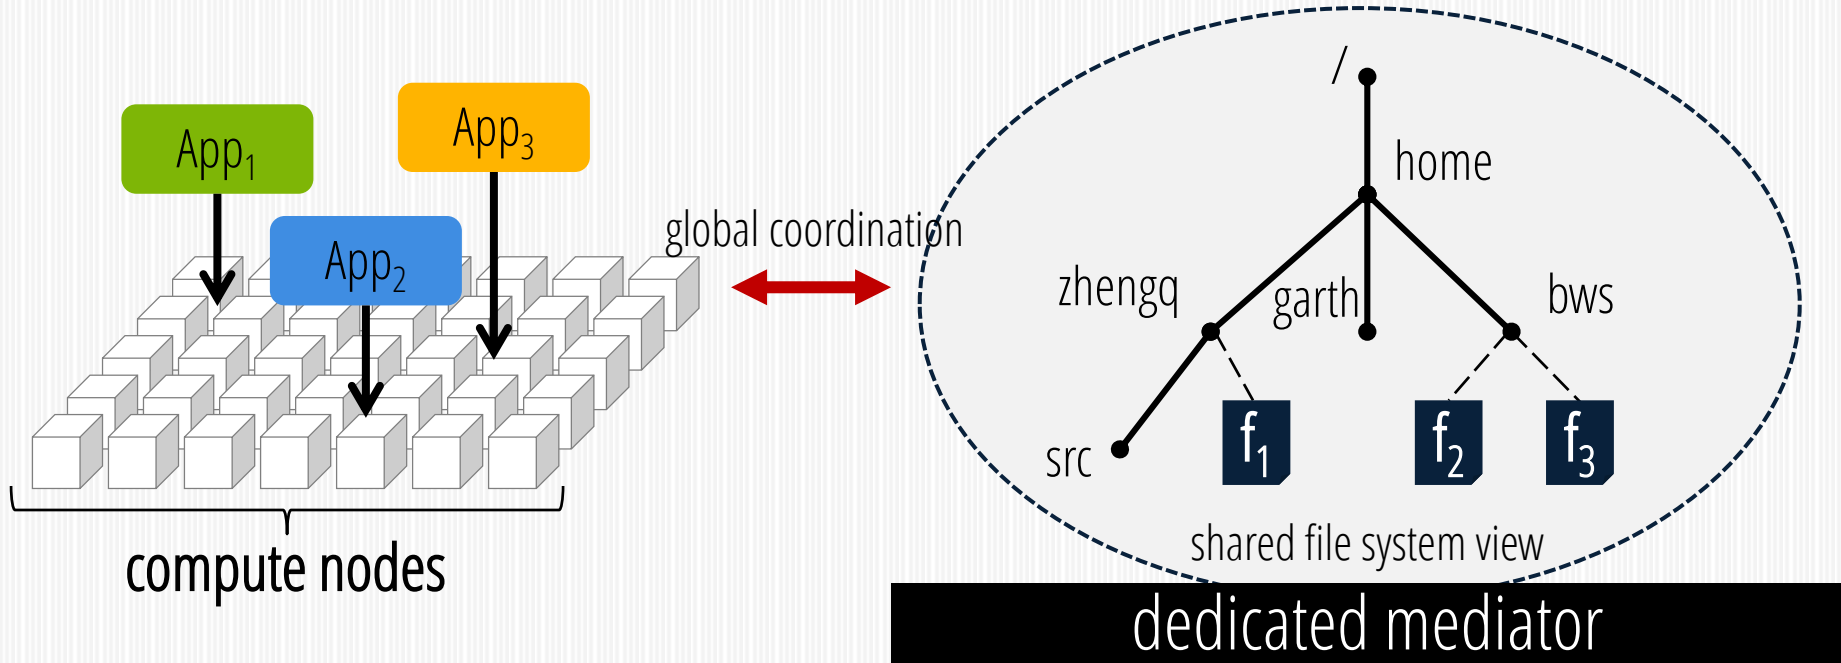 App₁
App₃
App₂
global coordination
compute nodes
/
home
zhengq
garth
bws
src
f₁
f₂
f₃
shared file system view
dedicated mediator